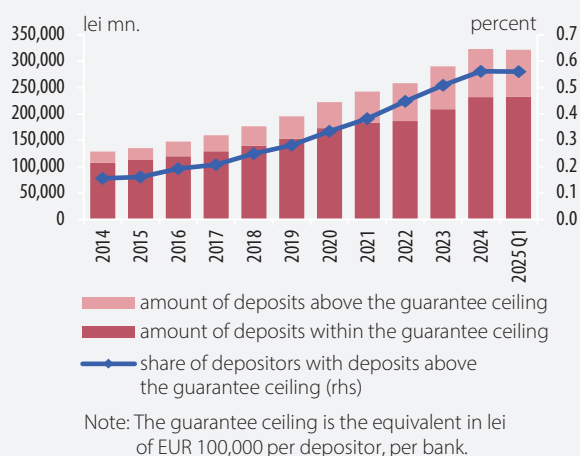 lei mn. percent
350,000 0.7
300,000 0.6
250,000 0.5
200,000 0.4
150,000 0.3
100,000 0.2
50,000 0.1
0 0.0
2014 2015 2016 2017 2018 2019 2020 2021 2022 2023 2024 2025 Q1
amount of deposits above the guarantee ceiling
amount of deposits within the guarantee ceiling
share of depositors with deposits above
the guarantee ceiling (rhs)
Note: The guarantee ceiling is the equivalent in lei
of EUR 100,000 per depositor, per bank.